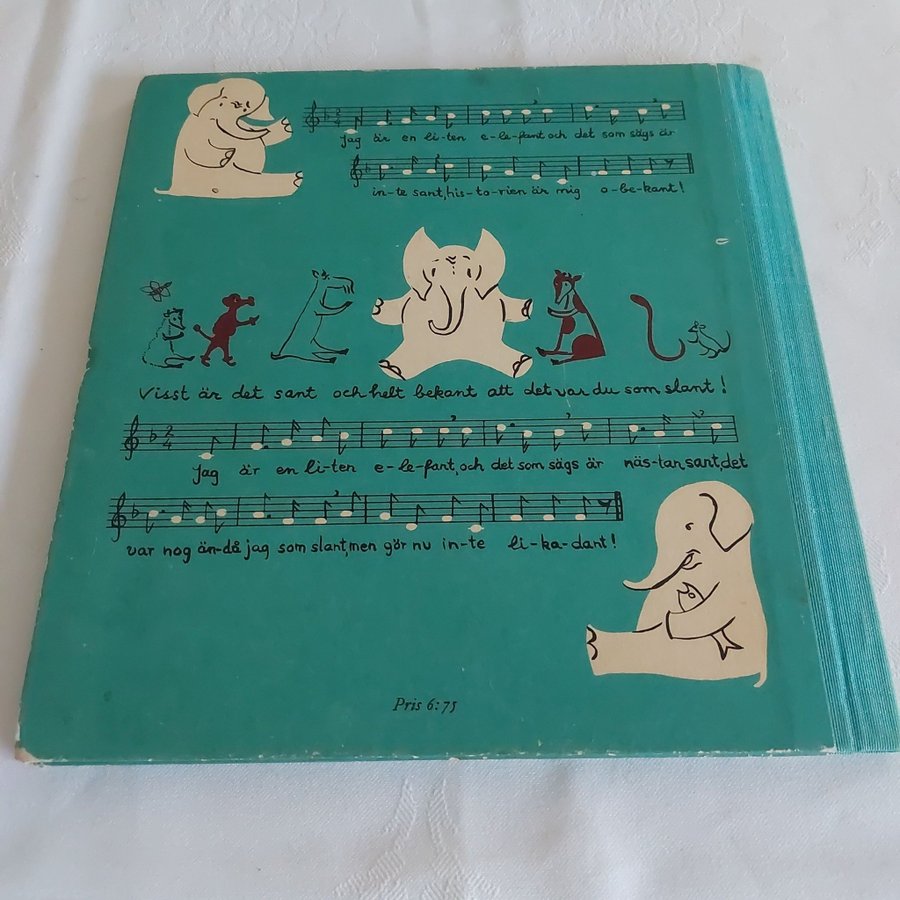 jag är en li-ten e-le-fant och det som sägs är
in-te sant, his-to-rien är mig o-be-kant!
Visst är det sant och helt bekant att det var du som slant!
2 4
Jag är en li-ten e-le-fant, och det som sägs är näs-tan sant, det
var nog än-då jag som slant, men gör nu in-te li-ka-dant!
Pris 6:75